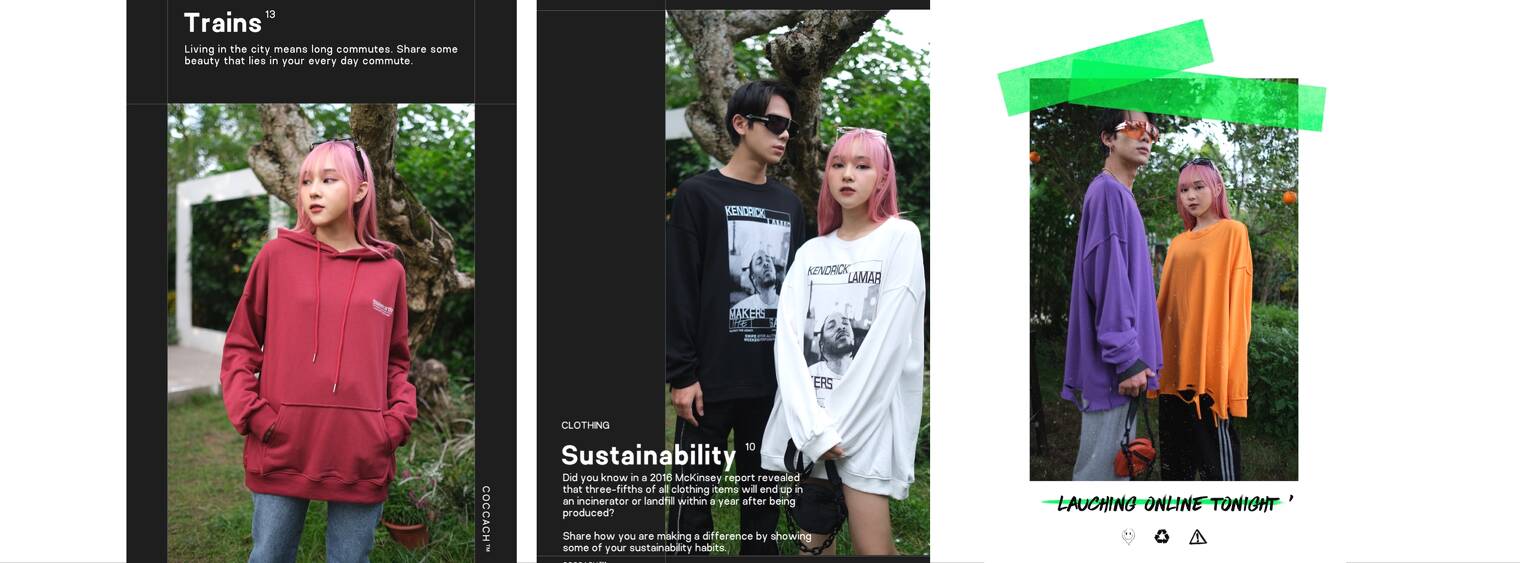 Trains 13
Living in the city means long commutes. Share some
beauty that lies in your every day commute.
COCCACH™
KENDRICK
LAMAR
MAKERS
KENDRICK
LAMAR
CLOTHING
Sustainability 10
Did you know in a 2016 McKinsey report revealed
that three-fifths of all clothing items will end up in
an incinerator or landfill within a year after being
produced?
Share how you are making a difference by showing
some of your sustainability habits.
LAUGHING ONLINE TONIGHT '